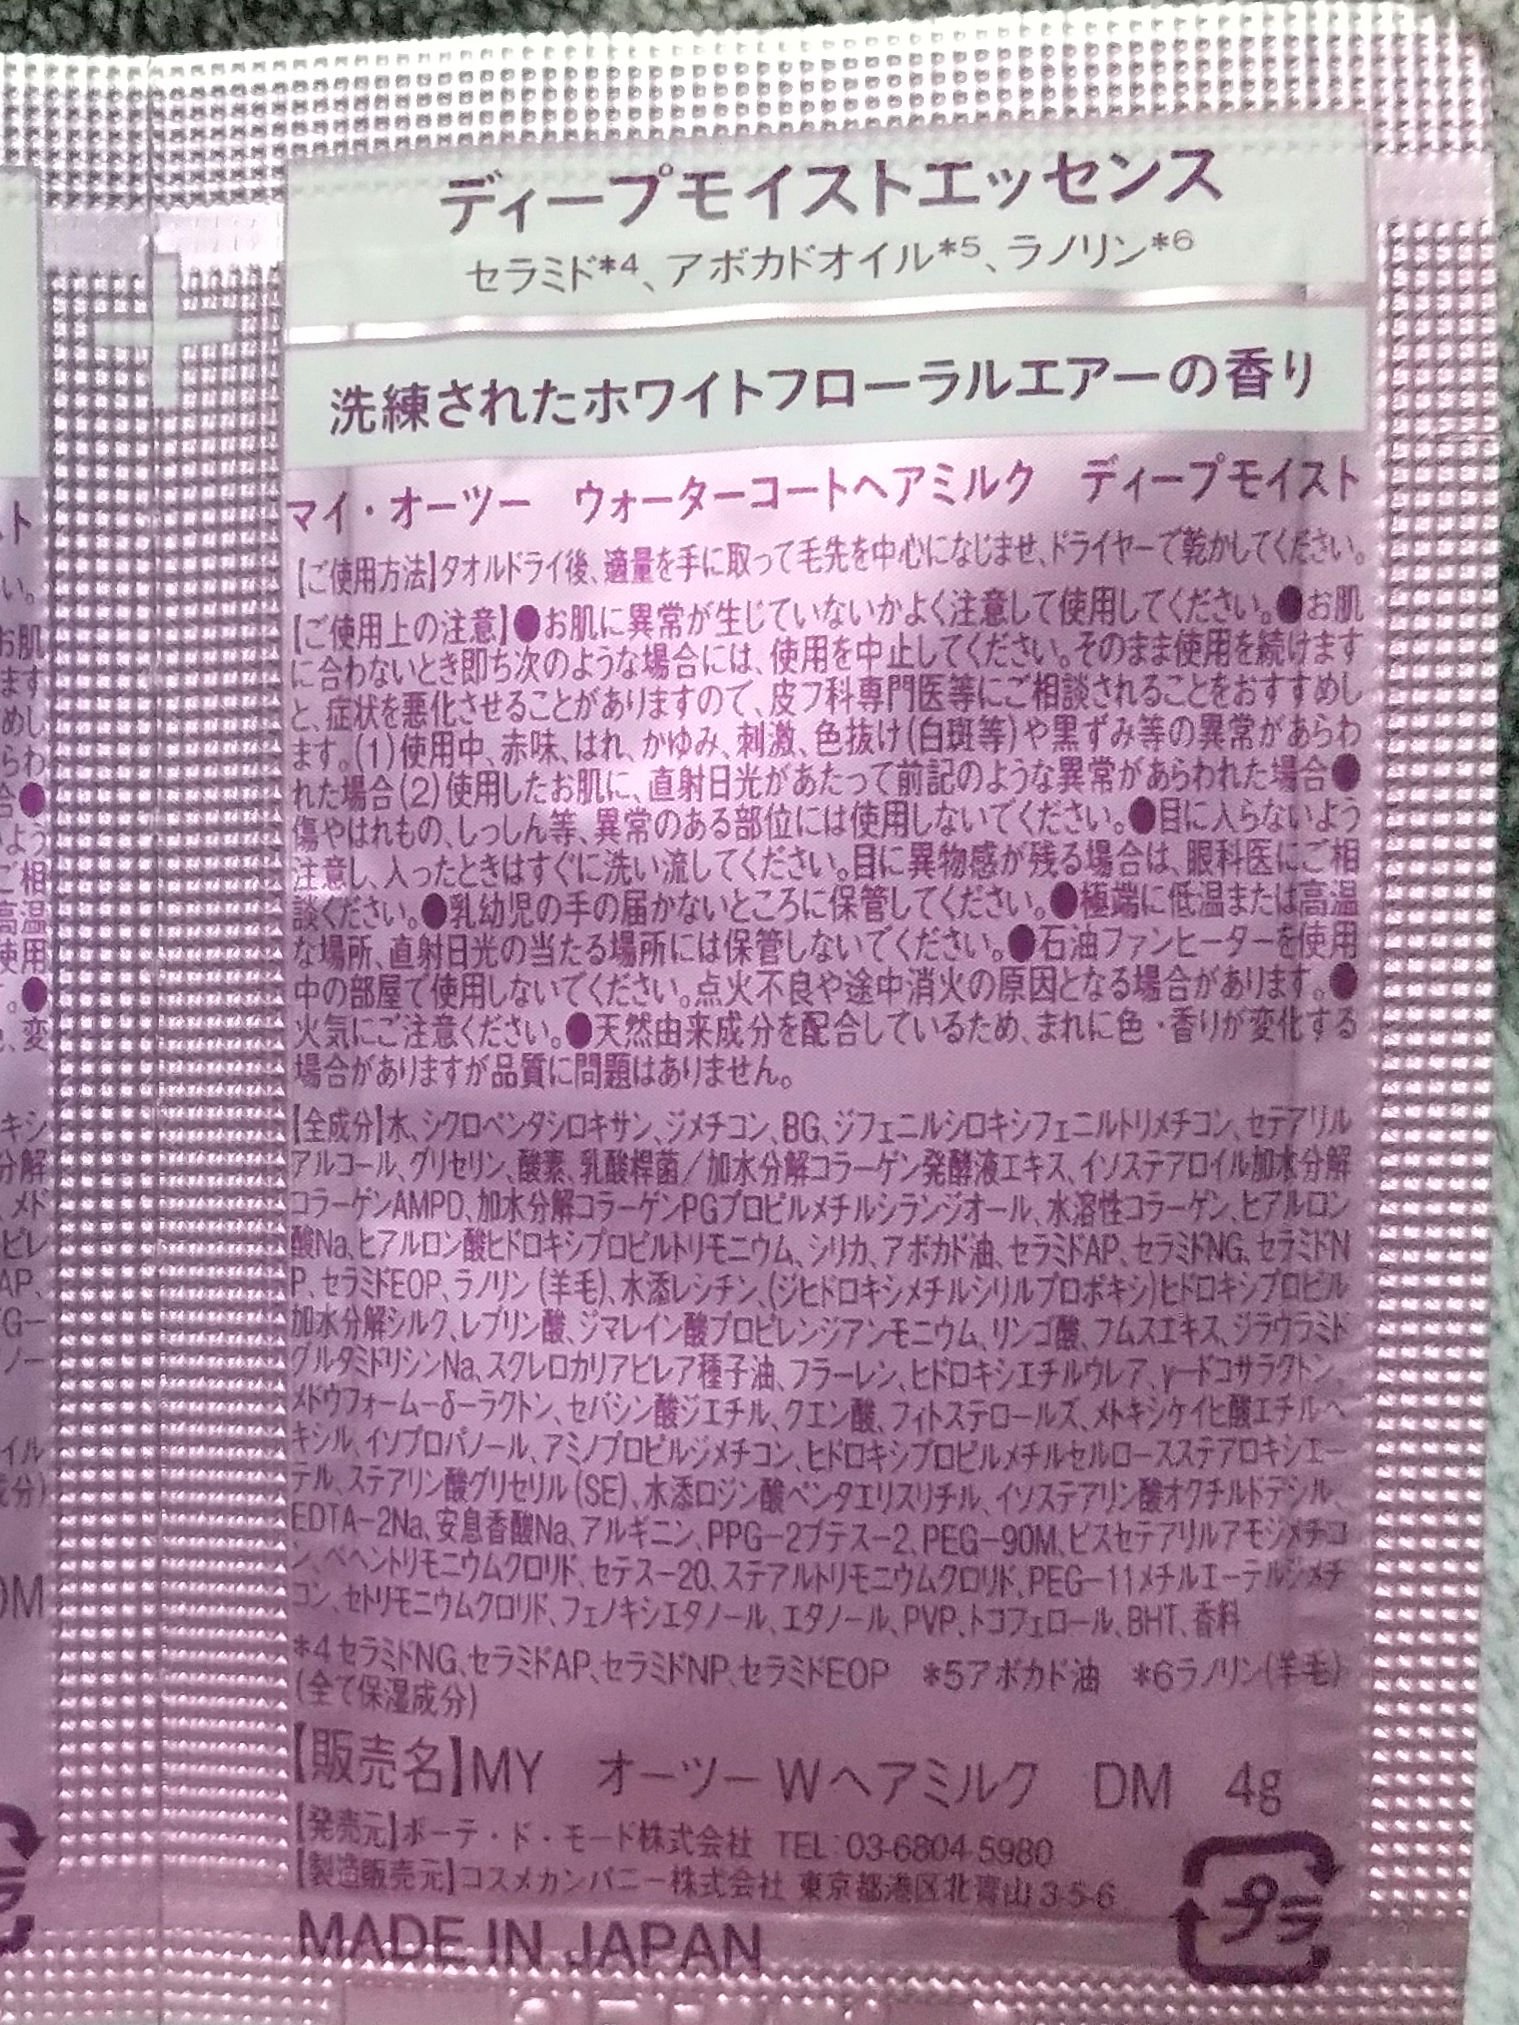 ディープモイストエッセンス
セラミド*4、アボカドオイル*5、ラノリン*6
洗練されたホワイトフローラルエアーの香り
マイ・オーツー　ウォーターコートヘアミルク　ディープモイスト
【ご使用方法】タオルドライ後、適量を手に取って毛先を中心になじませ、ドライヤーで乾かしてください。
【ご使用上の注意】●お肌に異常が生じていないかよく注意して使用してください。●お肌
に合わないとき即ち次のような場合には、使用を中止してください。そのまま使用を続けます
と、症状を悪化させることがありますので、皮フ科専門医等にご相談されることをおすすめし
ます。(1)使用中、赤味、はれ、かゆみ、刺激、色抜け(白斑等)や黒ずみ等の異常があらわ
れた場合(2)使用したお肌に、直射日光があたって前記のような異常があらわれた場合●
傷やはれもの、しっしん等、異常のある部位には使用しないでください。●目に入らないよう
注意し、入ったときはすぐに洗い流してください。目に異物感が残る場合は、眼科医にご相
談ください。●乳幼児の手の届かないところに保管してください。●極端に低温または高温
な場所、直射日光の当たる場所には保管しないでください。●石油ファンヒーターを使用
中の部屋で使用しないでください。点火不良や途中消火の原因となる場合があります。●
火気にご注意ください。●天然由来成分を配合しているため、まれに色・香りが変化する
場合がありますが品質に問題はありません。
【全成分】水、シクロペンタシロキサン、ジメチコン、BG、ジフェニルシロキシフェニルトリメチコン、セテアリル
アルコール、グリセリン、酸素、乳酸桿菌／加水分解コラーゲン発酵液エキス、イソステアロイル加水分解
コラーゲンAMPD、加水分解コラーゲンPGプロピルメチルシランジオール、水溶性コラーゲン、ヒアルロン
酸Na、ヒアルロン酸ヒドロキシプロピルトリモニウム、シリカ、アボカド油、セラミドAP、セラミドNG、セラミドN
P、セラミドEOP、ラノリン(羊毛)、水添レシチン、(ジヒドロキシメチルシリルプロポキシ)ヒドロキシプロピル
加水分解シルク、レブリン酸、ジマレイン酸プロピレンジアンモニウム、リンゴ酸、フムスエキス、ジラウラミド
グルタミドリシンNa、スクレロカリアビレア種子油、フラーレン、ヒドロキシエチルウレア、γードコサラクトン、
メドウフォームーδーラクトン、セバシン酸ジエチル、クエン酸、フィトステロールズ、メトキシケイヒ酸エチルヘ
キシル、イソプロパノール、アミノプロピルジメチコン、ヒドロキシプロピルメチルセルロースステアロキシエー
テル、ステアリン酸グリセリル(SE)、水添ロジン酸ペンタエリスリチル、イソステアリン酸オクチルドデシル、
EDTAー2Na、安息香酸Na、アルギニン、PPGー2ブテスー2、PEGー90M、ビスセテアリルアモジメチコ
ン、ベヘントリモニウムクロリド、セテスー20、ステアルトリモニウムクロリド、PEGー11メチルエーテルジメチ
コン、セトリモニウムクロリド、フェノキシエタノール、エタノール、PVP、トコフェロール、BHT、香料
*4セラミドNG、セラミドAP、セラミドNP、セラミドEOP　*5アボカド油　*6ラノリン(羊毛)
(全て保湿成分)
【販売名】MY　オーツーWヘアミルク　DM　4g
【発売元】ボーテ・ド・モード株式会社 TEL:03-6804-5980
【製造販売元】コスメカンパニー株式会社 東京都港区北青山3-5-6
プラ
MADE IN JAPAN